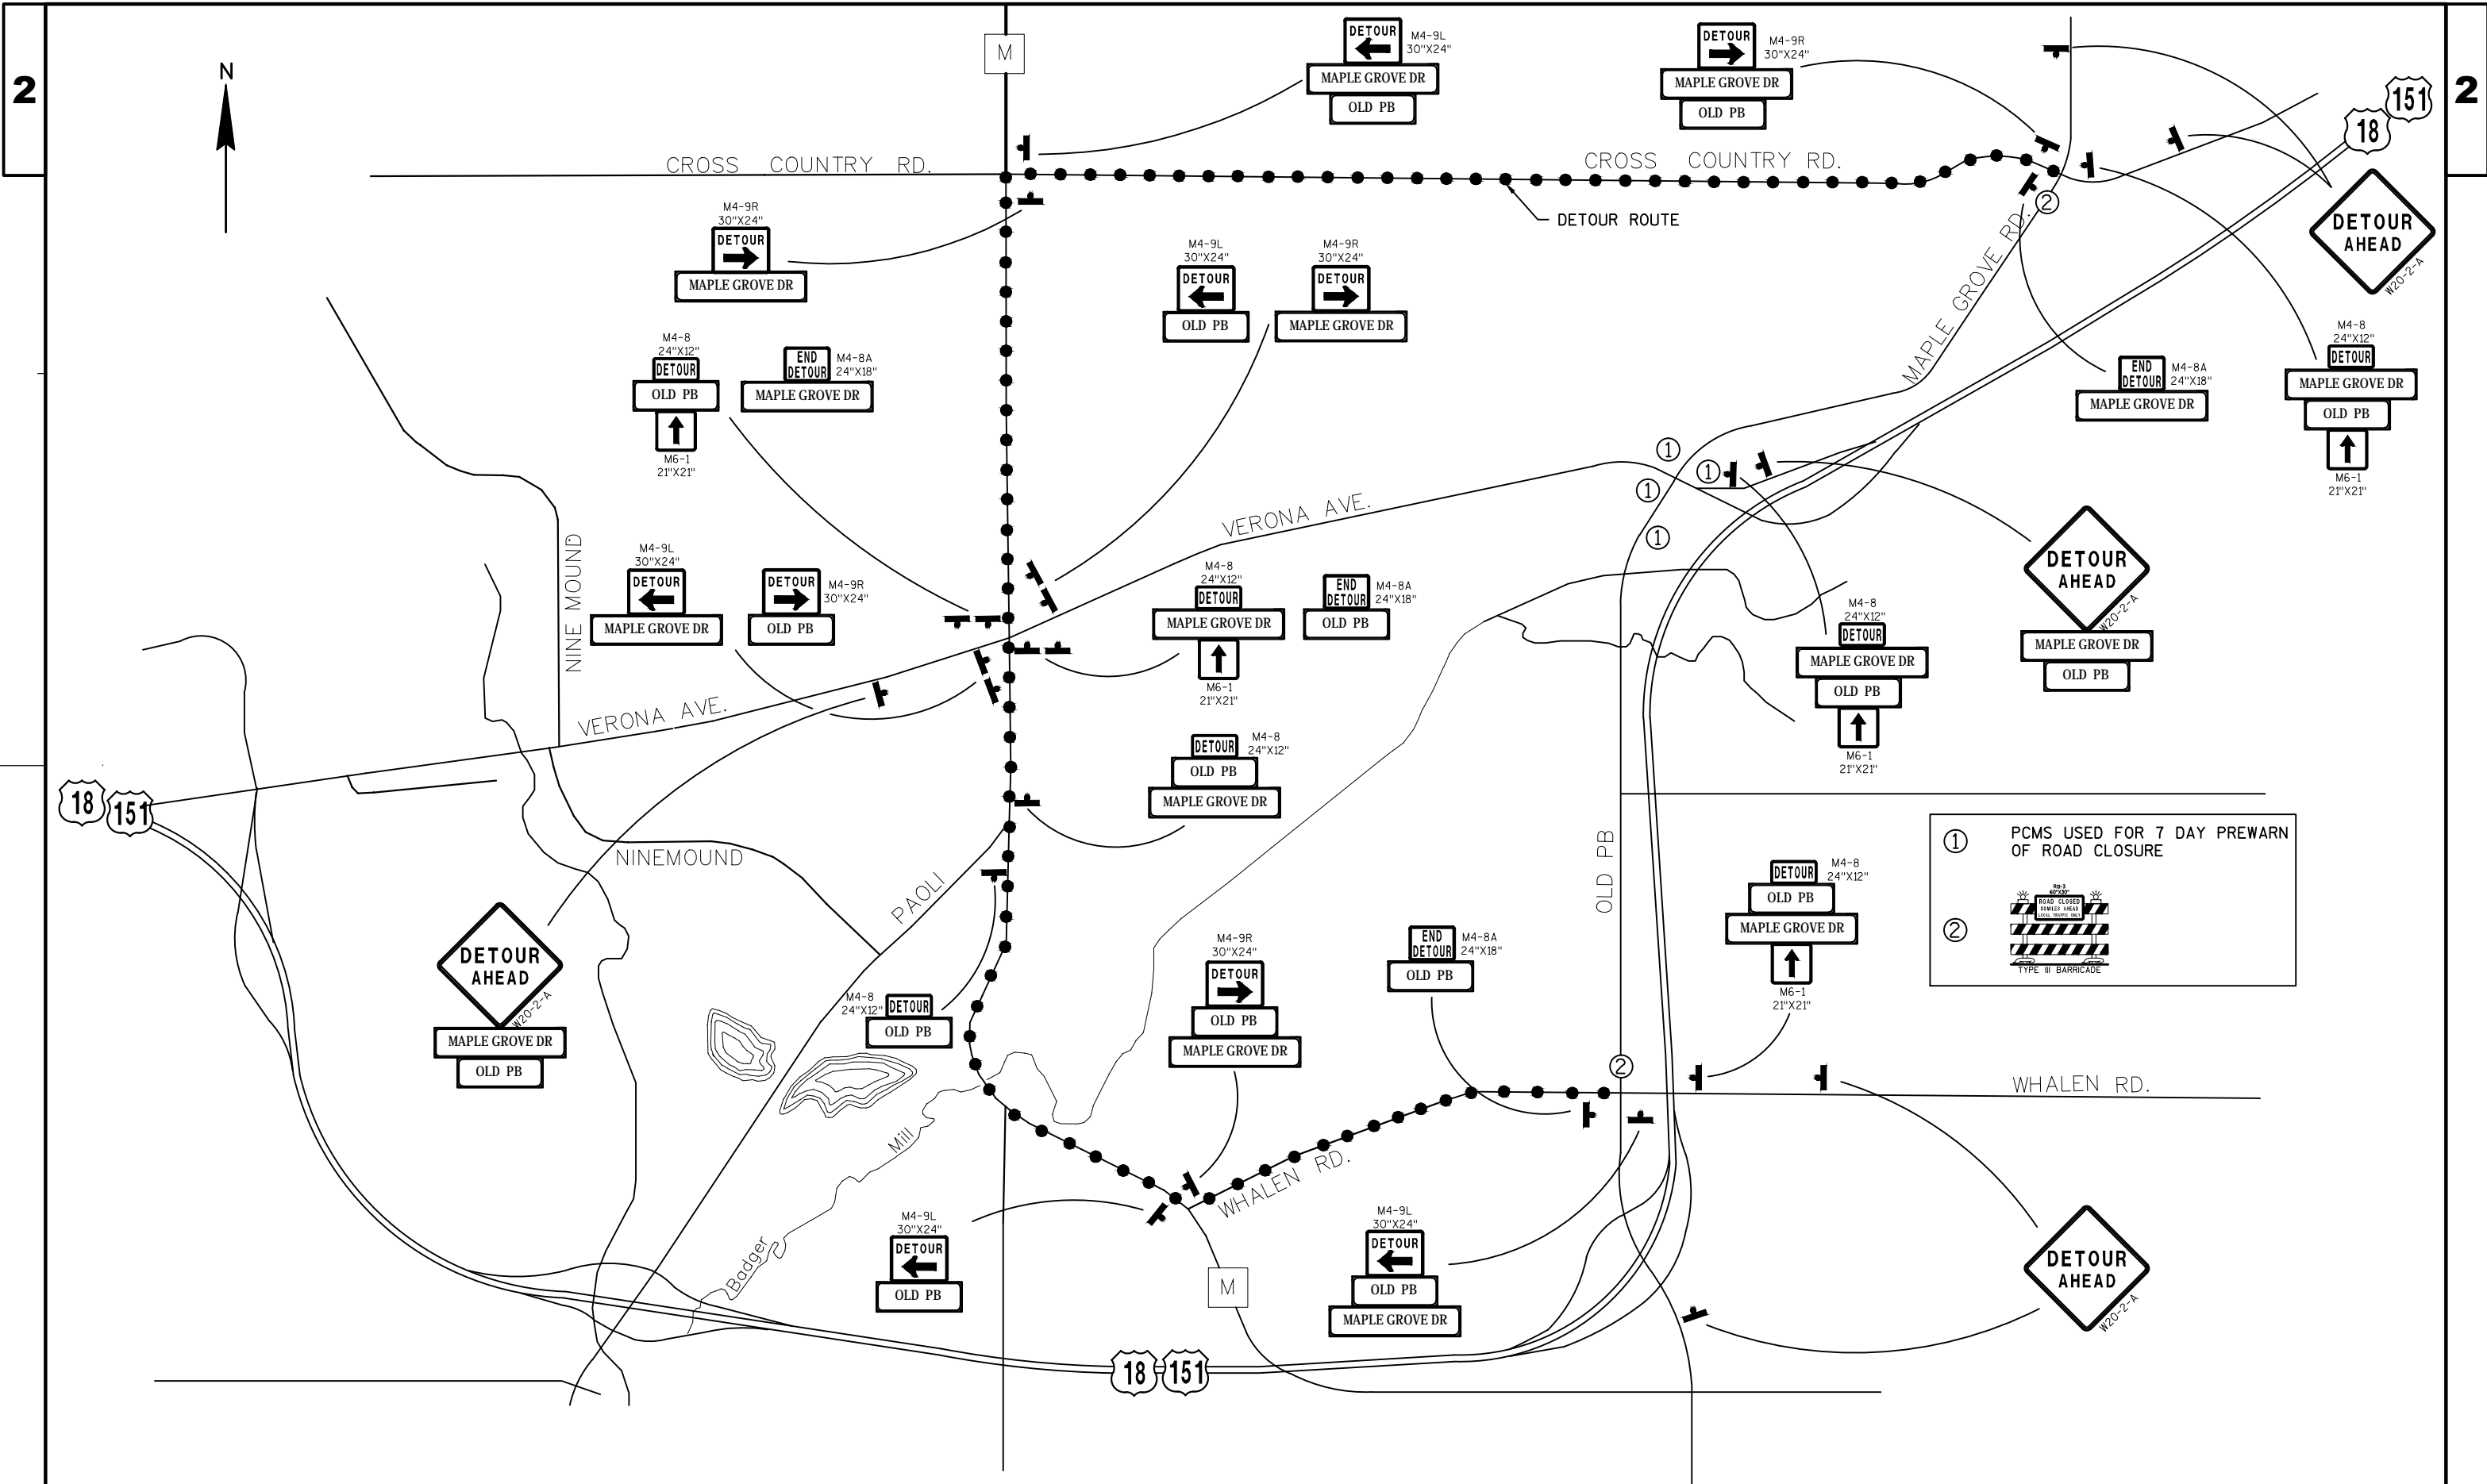 2
2
N
M
DETOUR
M4-9L
30"X24"
MAPLE GROVE DR
OLD PB
DETOUR
M4-9R
30"X24"
MAPLE GROVE DR
OLD PB
151
18
CROSS COUNTRY RD.
CROSS COUNTRY RD.
DETOUR ROUTE
2
DETOUR
AHEAD
W20-2-A
M4-9R
30"X24"
DETOUR
MAPLE GROVE DR
M4-9L
30"X24"
DETOUR
OLD PB
M4-9R
30"X24"
DETOUR
MAPLE GROVE DR
MAPLE GROVE RD.
M4-8
24"X12"
DETOUR
OLD PB
M6-1
21"X21"
END
DETOUR
M4-8A
24"X18"
MAPLE GROVE DR
END
DETOUR
M4-8A
24"X18"
MAPLE GROVE DR
M4-8
24"X12"
DETOUR
MAPLE GROVE DR
OLD PB
M6-1
21"X21"
1
1
1
1
VERONA AVE.
NINE MOUND
M4-9L
30"X24"
DETOUR
MAPLE GROVE DR
DETOUR
M4-9R
30"X24"
OLD PB
M4-8
24"X12"
DETOUR
MAPLE GROVE DR
M6-1
21"X21"
END
DETOUR
M4-8A
24"X18"
OLD PB
DETOUR
AHEAD
W20-2-A
MAPLE GROVE DR
OLD PB
M4-8
24"X12"
DETOUR
MAPLE GROVE DR
OLD PB
M6-1
21"X21"
VERONA AVE.
DETOUR
M4-8
24"X12"
OLD PB
MAPLE GROVE DR
18
151
NINEMOUND
PAOLI
OLD PB
1
PCMS USED FOR 7 DAY PREWARN
OF ROAD CLOSURE
2
ROAD CLOSED
LOCAL TRAFFIC ONLY
TYPE III BARRICADE
DETOUR
M4-8
24"X12"
OLD PB
MAPLE GROVE DR
M6-1
21"X21"
DETOUR
AHEAD
W20-2-A
MAPLE GROVE DR
OLD PB
M4-8
24"X12"
DETOUR
OLD PB
M4-9R
30"X24"
DETOUR
OLD PB
MAPLE GROVE DR
END
DETOUR
M4-8A
24"X18"
OLD PB
2
WHALEN RD.
Mill
WHALEN RD.
Badger
M4-9L
30"X24"
DETOUR
OLD PB
M
M4-9L
30"X24"
DETOUR
OLD PB
MAPLE GROVE DR
DETOUR
AHEAD
W20-2-A
18
151